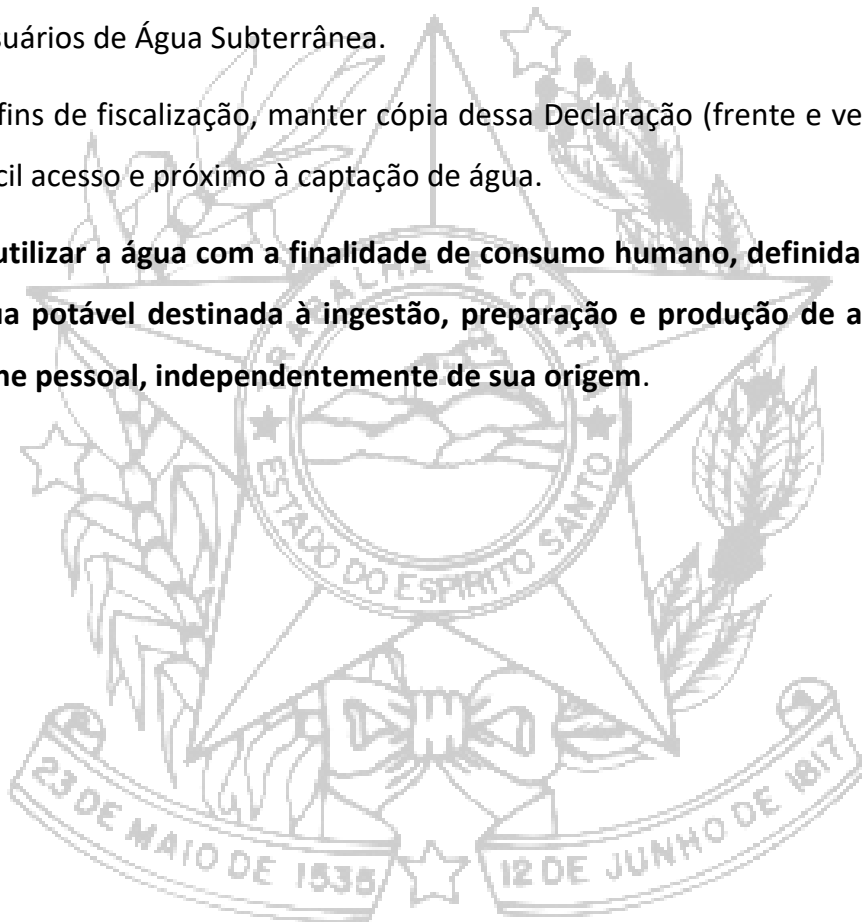 suários de Água Subterrânea.
fins de fiscalização, manter cópia dessa Declaração (frente e ve
cil acesso e próximo à captação de água.
utilizar a água com a finalidade de consumo humano, definida
ua potável destinada à ingestão, preparação e produção de a
ne pessoal, independentemente de sua origem.
TRABALHA E CONFIA
ESTADO DO ESPIRITO SANTO
23 DE MAIO DE 1535
12 DE JUNHO DE 1817